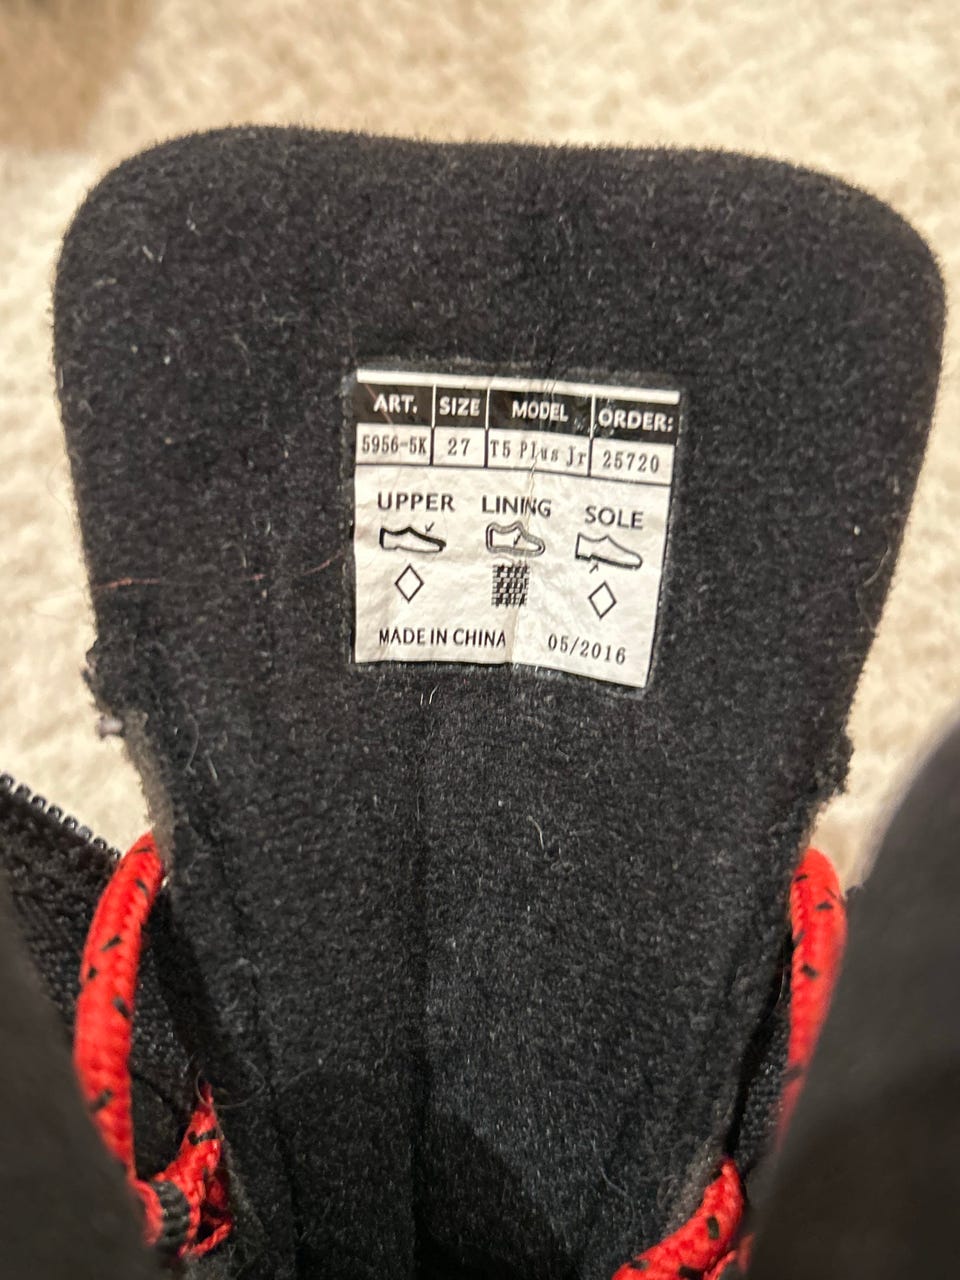 ART. SIZE MODEL ORDER:
5956-5K 27 T5 Plus Jr 25720
UPPER LINING SOLE
MADE IN CHINA 05/2016